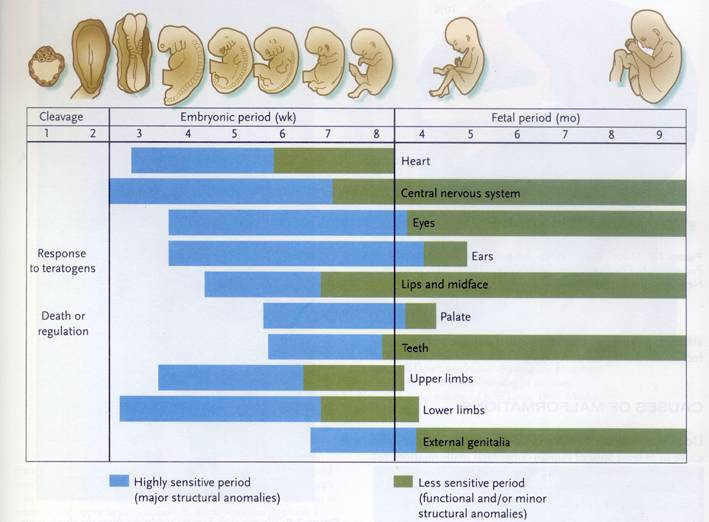 Cleavage
Embryonic period (wk)
Fetal period (mo)
1 2 3 4 5 6 7 8 4 5 6 7 8 9
Heart
Central nervous system
Eyes
Response
to teratogens
Ears
Lips and midface
Death or
regulation
Palate
Teeth
Upper limbs
Lower limbs
External genitalia
Highly sensitive period
(major structural anomalies)
Less sensitive period
(functional and/or minor
structural anomalies)
CAUSES OF MALFORMATIONS